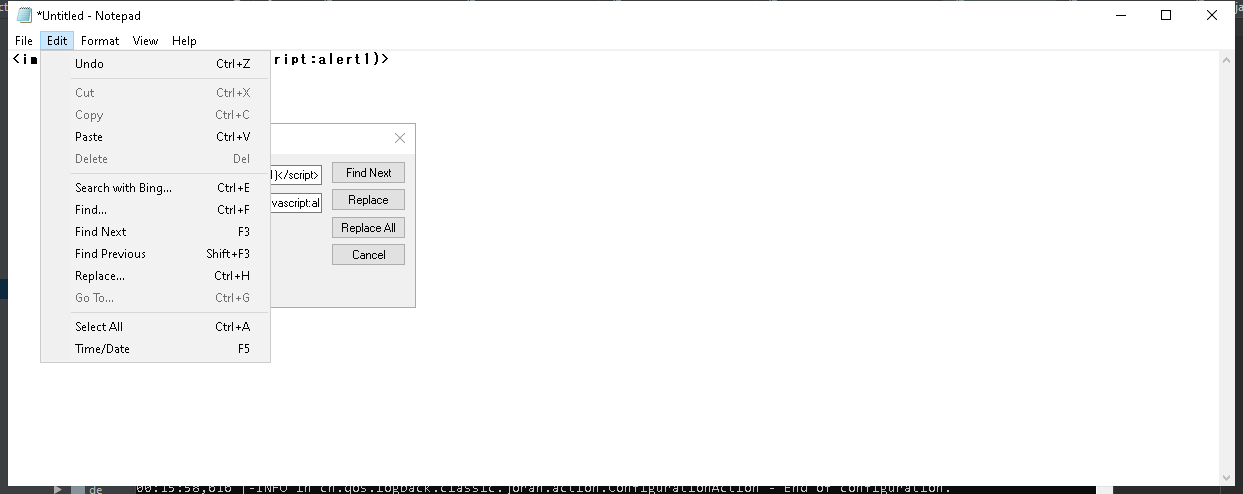 *Untitled - Notepad
File Edit Format View Help
<im ript:alert1)>
Undo Ctrl+Z
Cut Ctrl+X
Copy Ctrl+C
Paste Ctrl+V
Delete Del
Search with Bing... Ctrl+E
Find... Ctrl+F
Find Next F3
Find Previous Shift+F3
Replace... Ctrl+H
Go To... Ctrl+G
Select All Ctrl+A
Time/Date F5
1)</script> Find Next
vascript:al Replace
Replace All
Cancel
de 00:15:58,616 |-INFO in ch.qos.logback.classic.joran.action.ConfigurationAction - End of configuration.